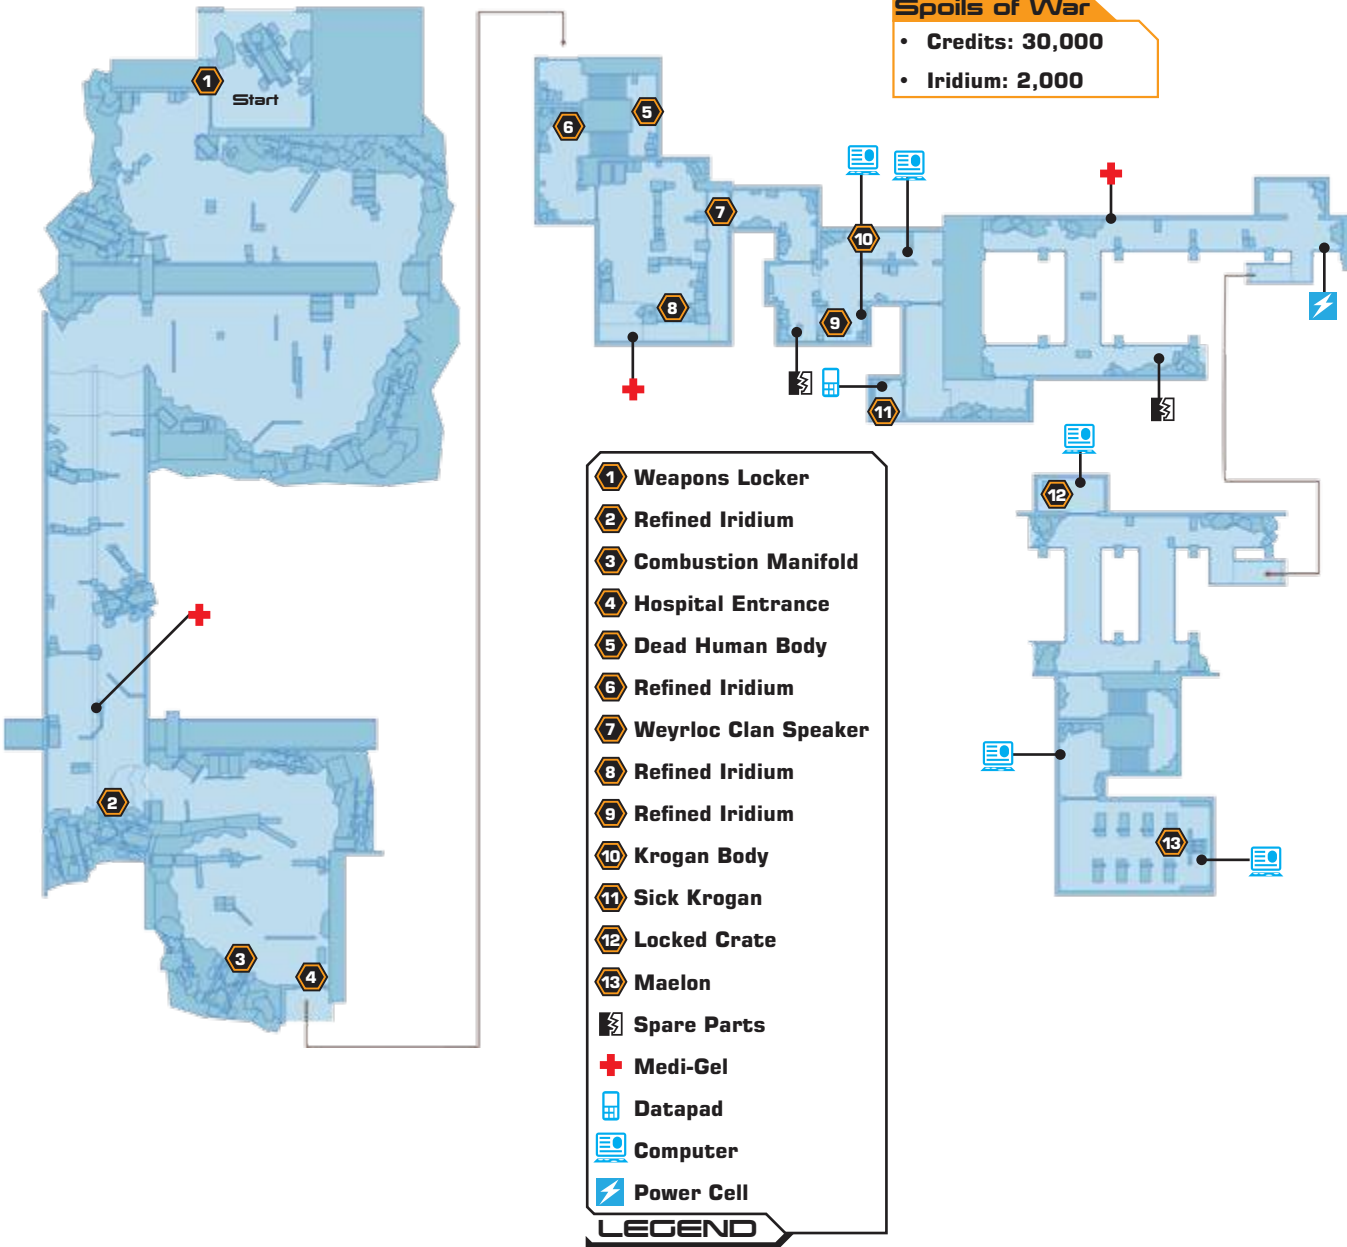 Spoils of War
• Credits: 30,000
• Iridium: 2,000
1
Start
5
6
7
10
8
9
11
12
2
13
3
4
1 Weapons Locker
2 Refined Iridium
3 Combustion Manifold
4 Hospital Entrance
5 Dead Human Body
6 Refined Iridium
7 Weyrloc Clan Speaker
8 Refined Iridium
9 Refined Iridium
10 Krogan Body
11 Sick Krogan
12 Locked Crate
13 Maelon
Spare Parts
Medi-Gel
Datapad
Computer
Power Cell
LEGEND